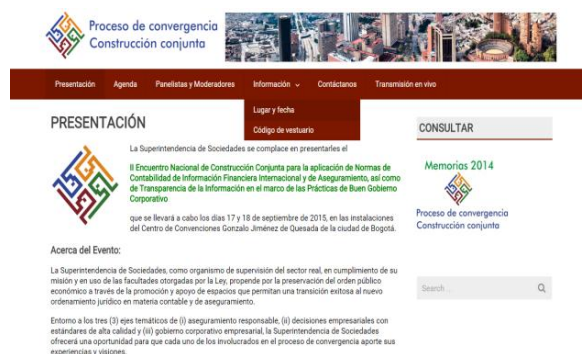 Proceso de convergencia
Construcción conjunta
Presentación Agenda Panelistas y Moderadores Información Contáctanos Transmisión en vivo
Lugar y fecha
Código de vestuario
PRESENTACIÓN
La Superintendencia de Sociedades se complace en presentarles el
II Encuentro Nacional de Construcción Conjunta para la aplicación de Normas de
Contabilidad de Información Financiera Internacional y de Aseguramiento, así como
de Transparencia de la Información en el marco de las Prácticas de Buen Gobierno
Corporativo
que se llevará a cabo los días 17 y 18 de septiembre de 2015, en las instalaciones
del Centro de Convenciones Gonzalo Jiménez de Quesada de la ciudad de Bogotá.
Acerca del Evento:
La Superintendencia de Sociedades, como organismo de supervisión del sector real, en cumplimiento de su
misión y en uso de las facultades otorgadas por la Ley, propende por la preservación del orden público
económico a través de la promoción y apoyo de espacios que permitan una transición exitosa al nuevo
ordenamiento jurídico en materia contable y de aseguramiento.
Entorno a los tres (3) ejes temáticos de (i) aseguramiento responsable, (ii) decisiones empresariales con
estándares de alta calidad y (iii) gobierno corporativo empresarial, la Superintendencia de Sociedades
ofrecerá una oportunidad para que cada uno de los involucrados en el proceso de convergencia aporte sus
experiencias y visiones.
CONSULTAR
Memorias 2014
Proceso de convergencia
Construcción conjunta
Search ...